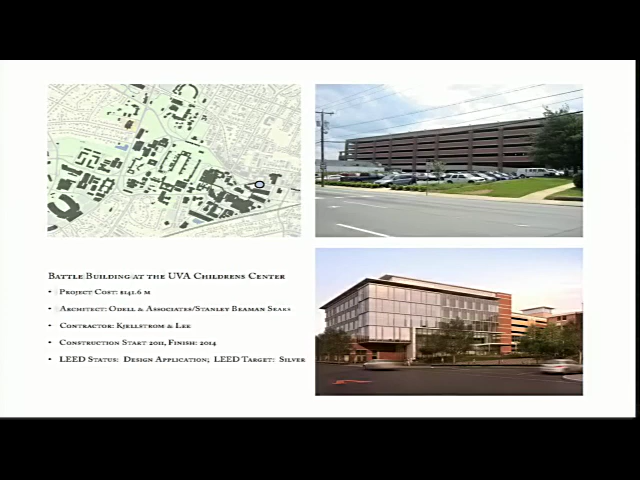 Battle Building at the UVA Childrens Center
• Project Cost: $141.6 M
• Architect: Odell & Associates/Stanley Beaman Sears
• Contractor: Kjellstrom & Lee
• Construction Start 2011, Finish: 2014
• LEED Status: Design Application; LEED Target: Silver